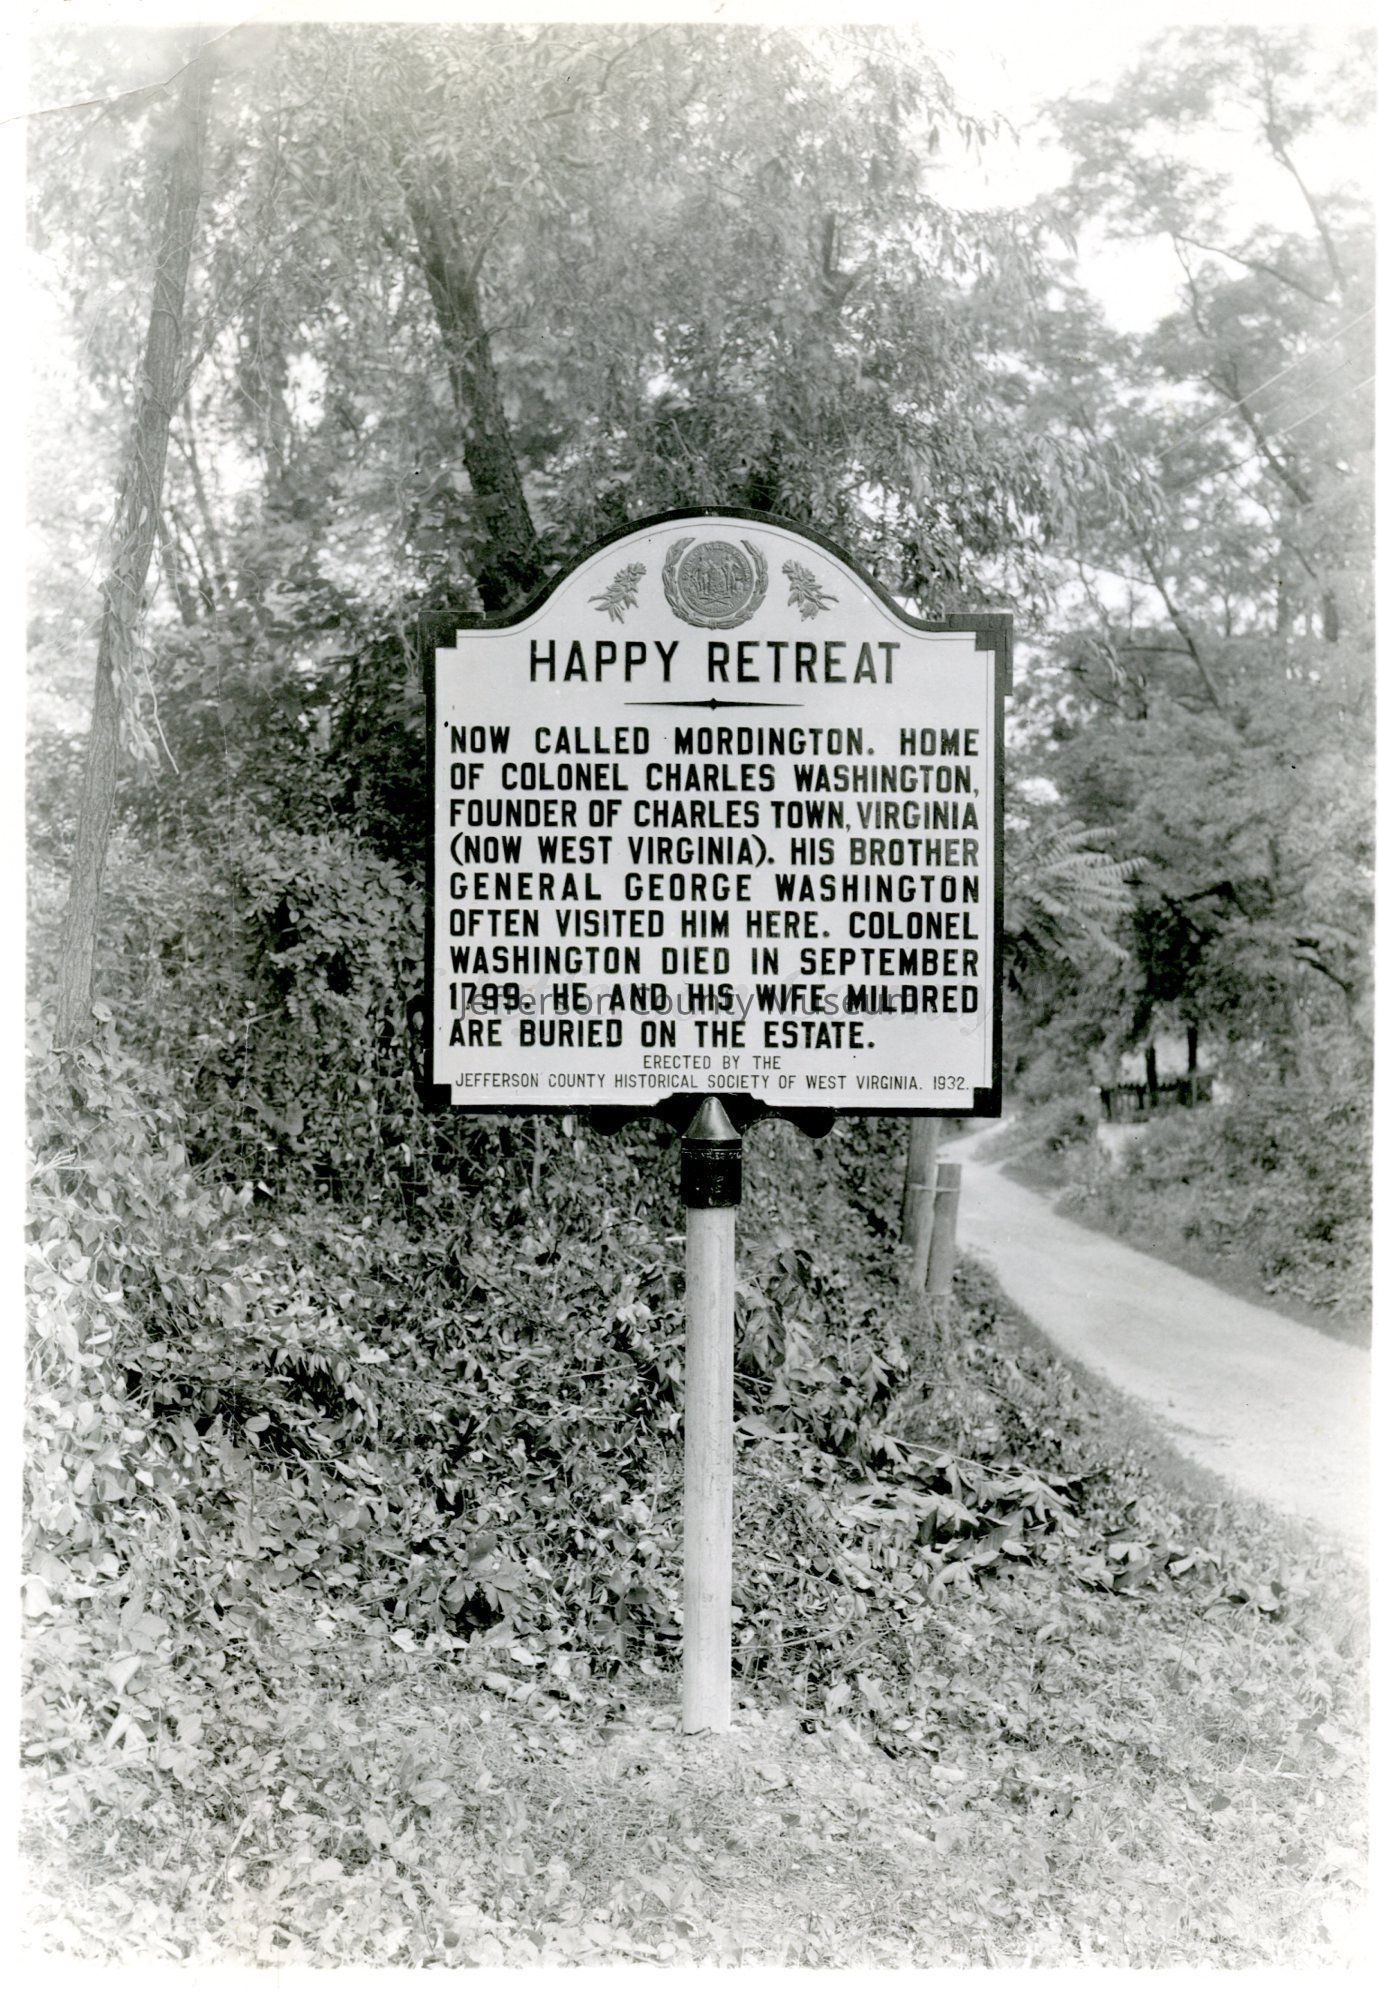 HAPPY RETREAT
NOW CALLED MORDINGTON. HOME
OF COLONEL CHARLES WASHINGTON,
FOUNDER OF CHARLES TOWN, VIRGINIA
(NOW WEST VIRGINIA). HIS BROTHER
GENERAL GEORGE WASHINGTON
OFTEN VISITED HIM HERE. COLONEL
WASHINGTON DIED IN SEPTEMBER
1799. HE AND HIS WIFE MILDRED
Jefferson County Museum
ARE BURIED ON THE ESTATE.
ERECTED BY THE
JEFFERSON COUNTY HISTORICAL SOCIETY OF WEST VIRGINIA. 1932.